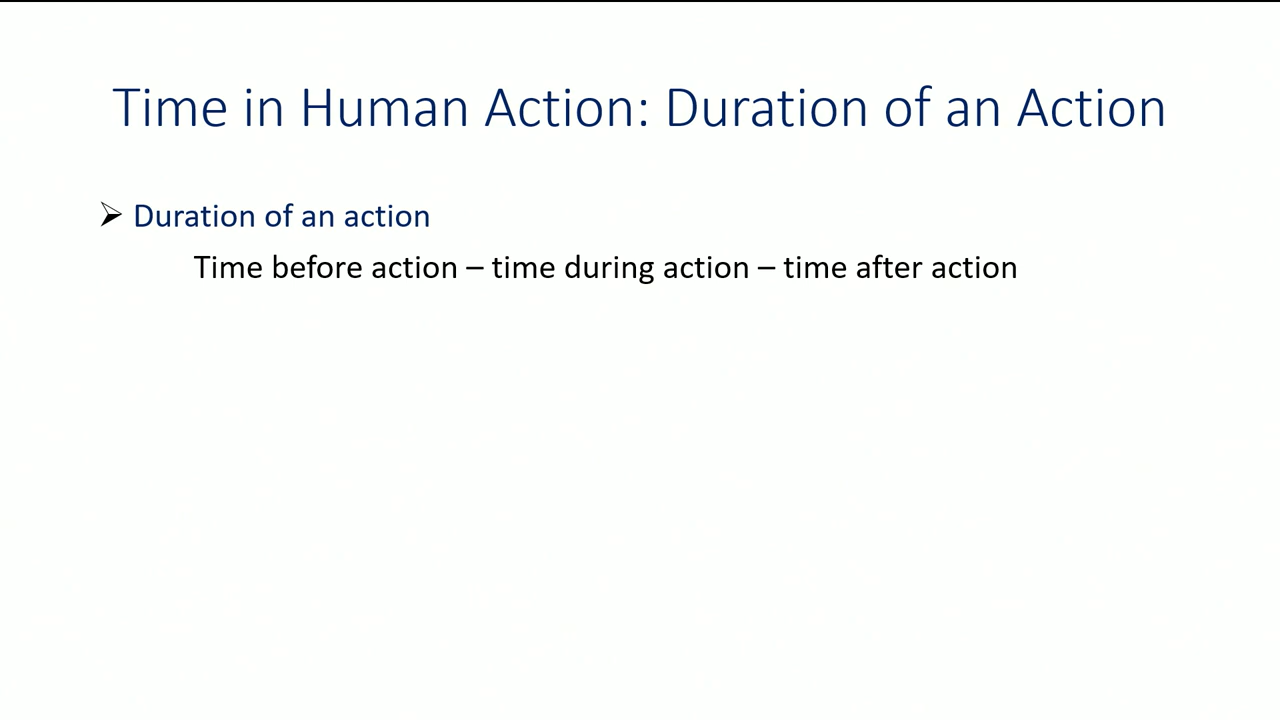 Time in Human Action: Duration of an Action
➢ Duration of an action
Time before action – time during action – time after action